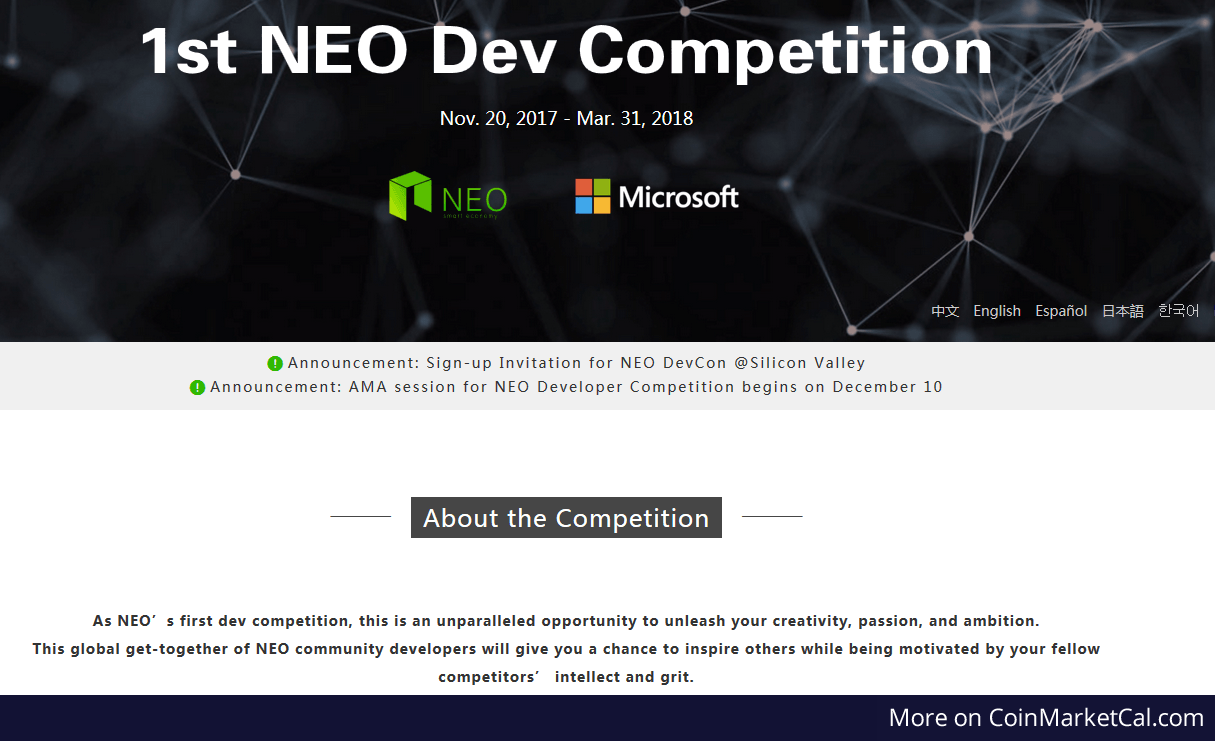 1st NEO Dev Competition
Nov. 20, 2017 - Mar. 31, 2018
NEO
smart economy
Microsoft
中文 English Español 日本語 한국어
Announcement: Sign-up Invitation for NEO DevCon @Silicon Valley
Announcement: AMA session for NEO Developer Competition begins on December 10
About the Competition
As NEO’s first dev competition, this is an unparalleled opportunity to unleash your creativity, passion, and ambition.
This global get-together of NEO community developers will give you a chance to inspire others while being motivated by your fellow
competitors’ intellect and grit.
More on CoinMarketCal.com